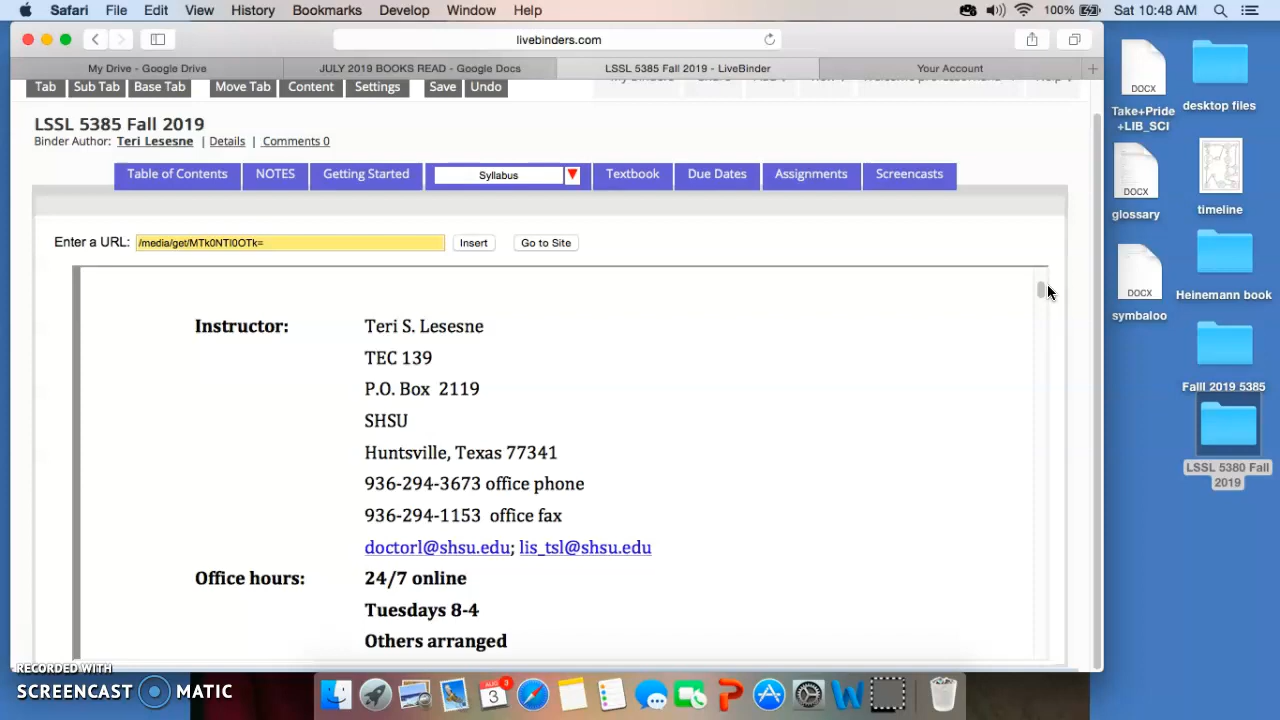 Safari File Edit View History Bookmarks Develop Window Help 100% Sat 10:48 AM
livebinders.com
My Drive - Google Drive JULY 2019 BOOKS READ - Google Docs LSSL 5385 Fall 2019 - LiveBinder Your Account
Tab Sub Tab Base Tab Move Tab Content Settings Save Undo
LSSL 5385 Fall 2019
Binder Author: Teri Lesesne | Details | Comments 0
Table of Contents NOTES Getting Started Syllabus Textbook Due Dates Assignments Screencasts
Enter a URL: /media/get/MTk0NTI0OTk= Insert Go to Site
Instructor: Teri S. Lesesne
TEC 139
P.O. Box 2119
SHSU
Huntsville, Texas 77341
936-294-3673 office phone
936-294-1153 office fax
doctorl@shsu.edu; lis_tsl@shsu.edu
Office hours: 24/7 online
Tuesdays 8-4
Others arranged
DOCX
Take+Pride
+LIB_SCI
desktop files
DOCX
glossary
timeline
DOCX
symbaloo
Heinemann book
Falll 2019 5385
LSSL 5380 Fall
2019
RECORDED WITH
SCREENCAST MATIC
AUG 3
3